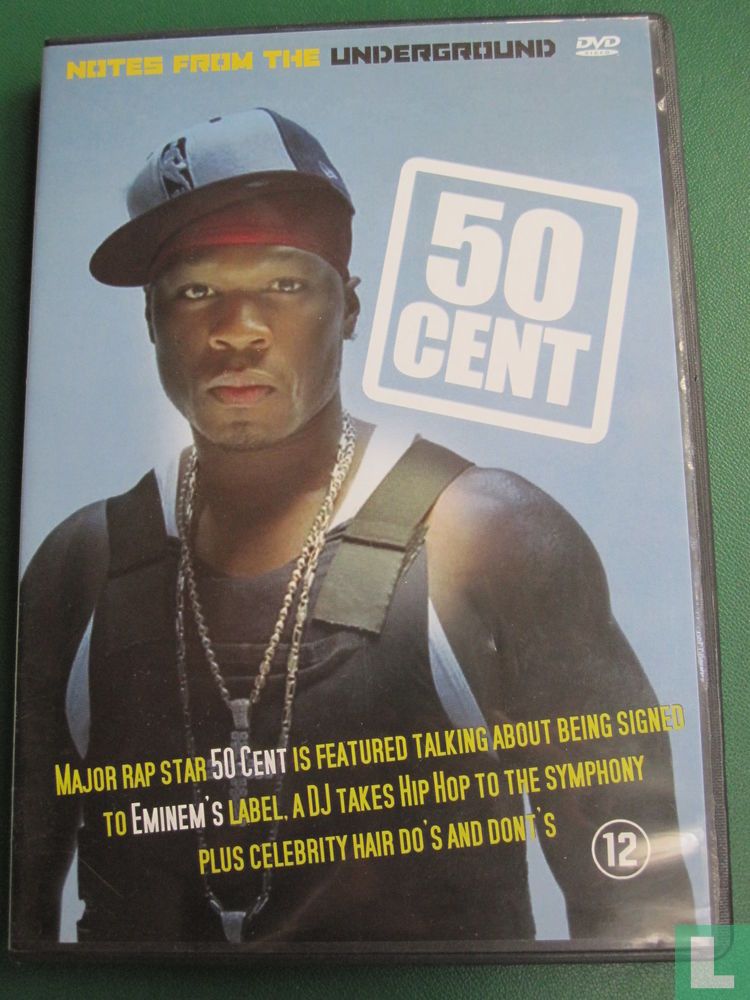 NOTES FROM THE UNDERGROUND
DVD
VIDEO
50
CENT
MAJOR RAP STAR 50 CENT IS FEATURED TALKING ABOUT BEING SIGNED
TO EMINEM'S LABEL, A DJ TAKES HIP HOP TO THE SYMPHONY
PLUS CELEBRITY HAIR DO'S AND DONT'S
12
L